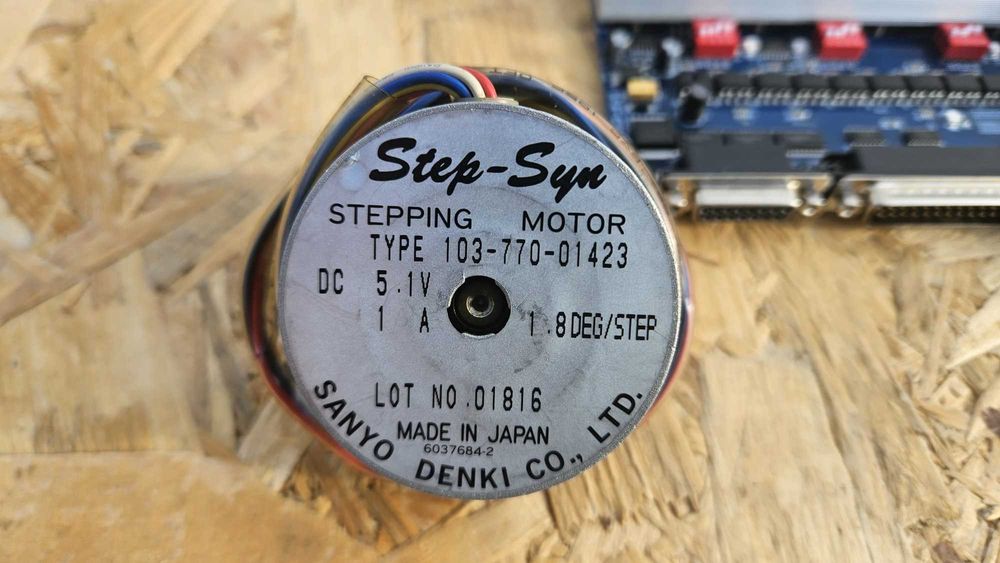 Step-Syn
STEPPING MOTOR
TYPE 103-770-01423
DC 5.1V
1 A 1.8DEG/STEP
LOT NO.01816
MADE IN JAPAN
6037684-2
SANYO DENKI CO., LTD.